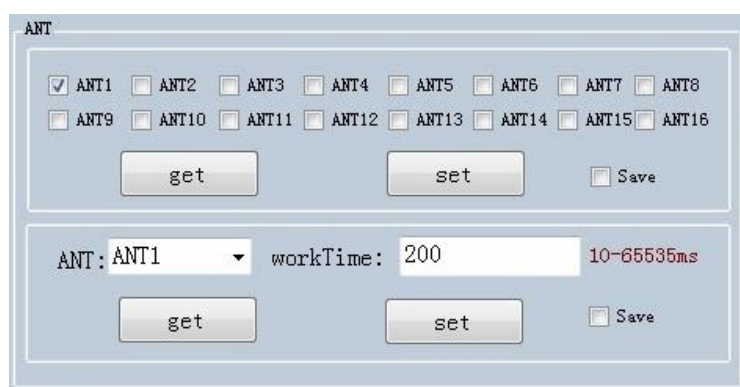 ANT
ANT1 ANT2 ANT3 ANT4 ANT5 ANT6 ANT7 ANT8
ANT9 ANT10 ANT11 ANT12 ANT13 ANT14 ANT15 ANT16
get set Save
ANT: ANT1 workTime: 200 10-65535ms
get set Save